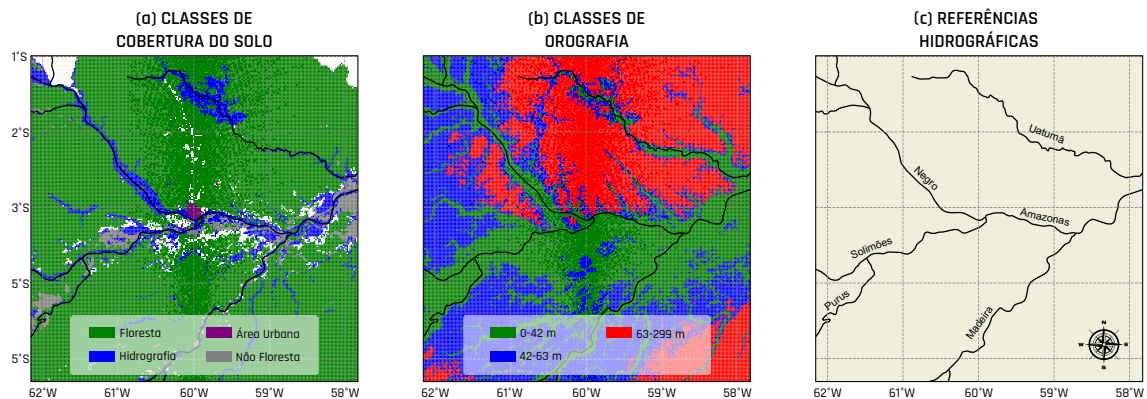 (a) CLASSES DE
COBERTURA DO SOLO
(b) CLASSES DE
OROGRAFIA
(c) REFERÊNCIAS
HIDROGRÁFICAS
1°S
2°S
3°S
5°S
5°S
Floresta
Área Urbana
Hidrografia
Não Floresta
62°W
61°W
60°W
59°W
58°W
0-42 m
63-299 m
42-63 m
62°W
61°W
60°W
59°W
58°W
Uatumã
Negro
Amazonas
Solimões
Purus
Madeira
N
W
E
S
62°W
61°W
60°W
59°W
58°W